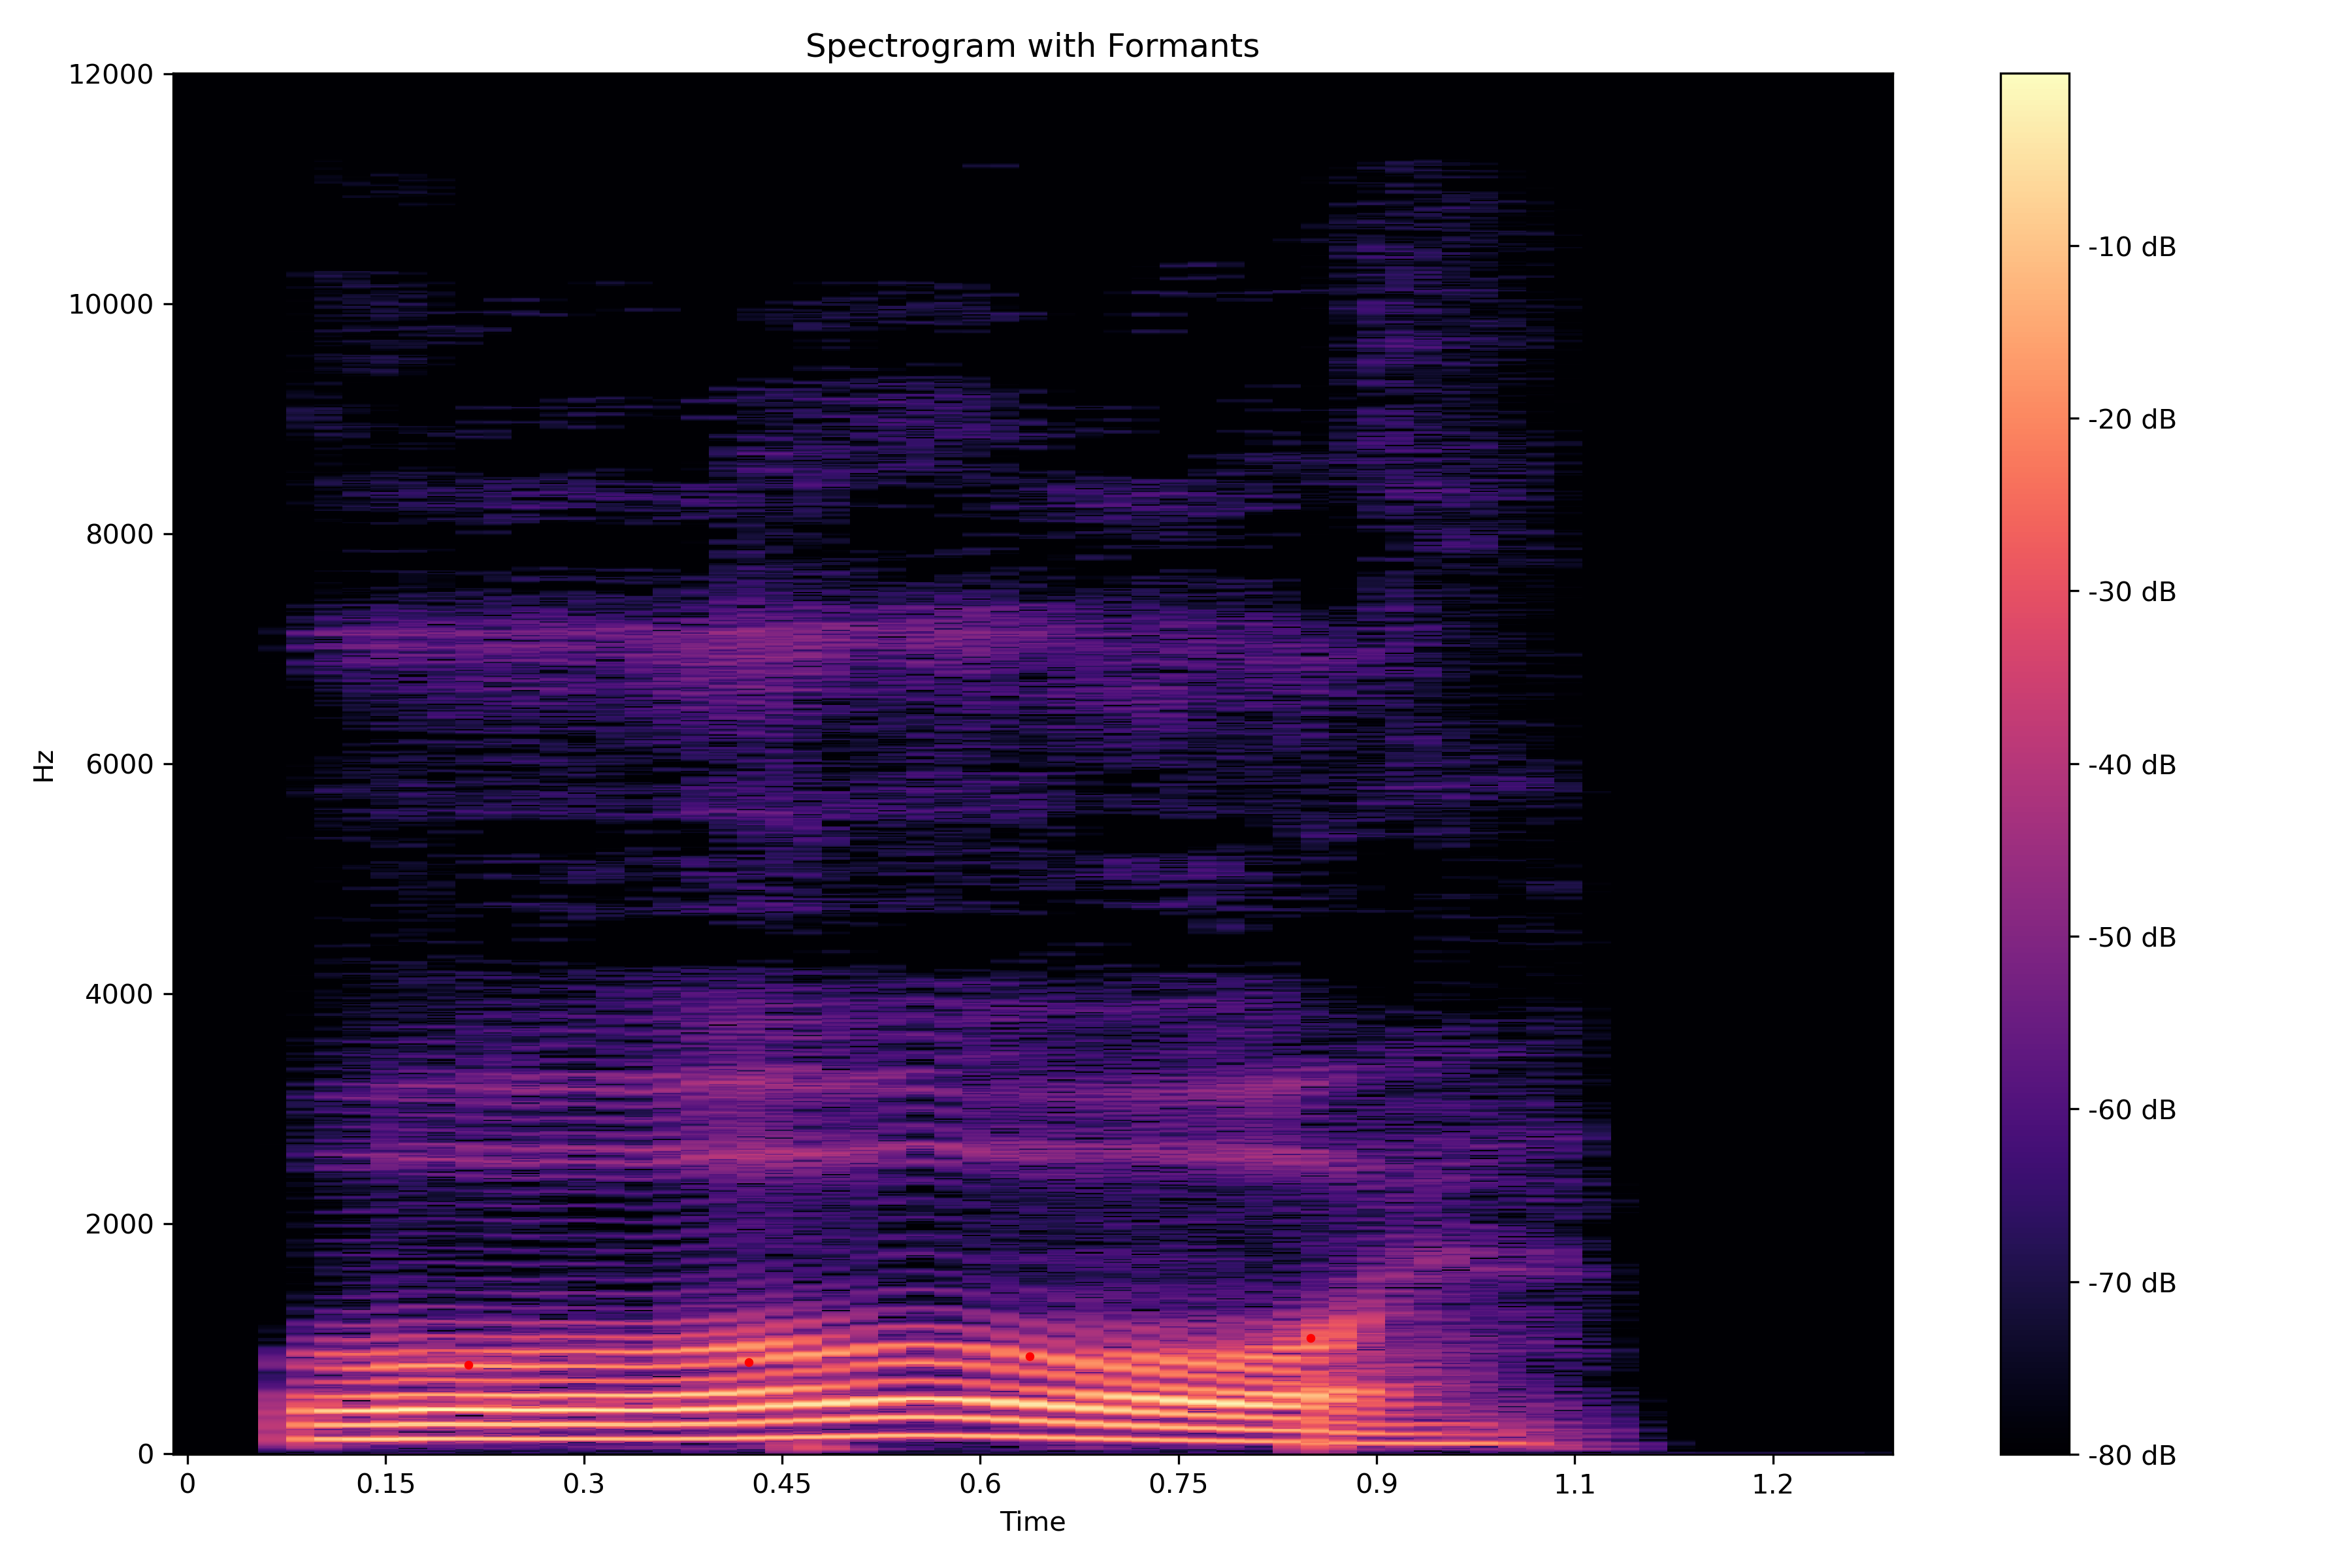 Spectrogram with Formants
12000
10000
8000
6000
4000
2000
0
Hz
0 0.15 0.3 0.45 0.6 0.75 0.9 1.1 1.2
Time
-10 dB
-20 dB
-30 dB
-40 dB
-50 dB
-60 dB
-70 dB
-80 dB